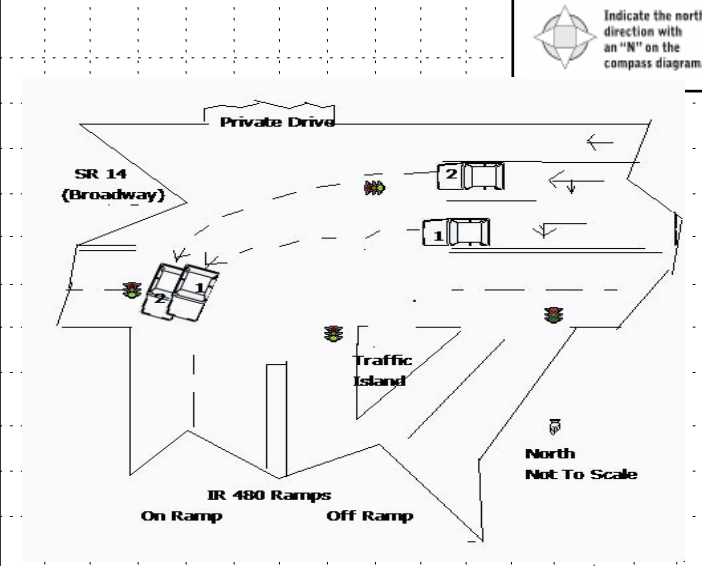 Indicate the north
direction with
an "N" on the
compass diagram.
Private Drive
SR 14
(Broadway)
2
1
1
2
Traffic
Island
North
Not To Scale
IR 480 Ramps
On Ramp
Off Ramp